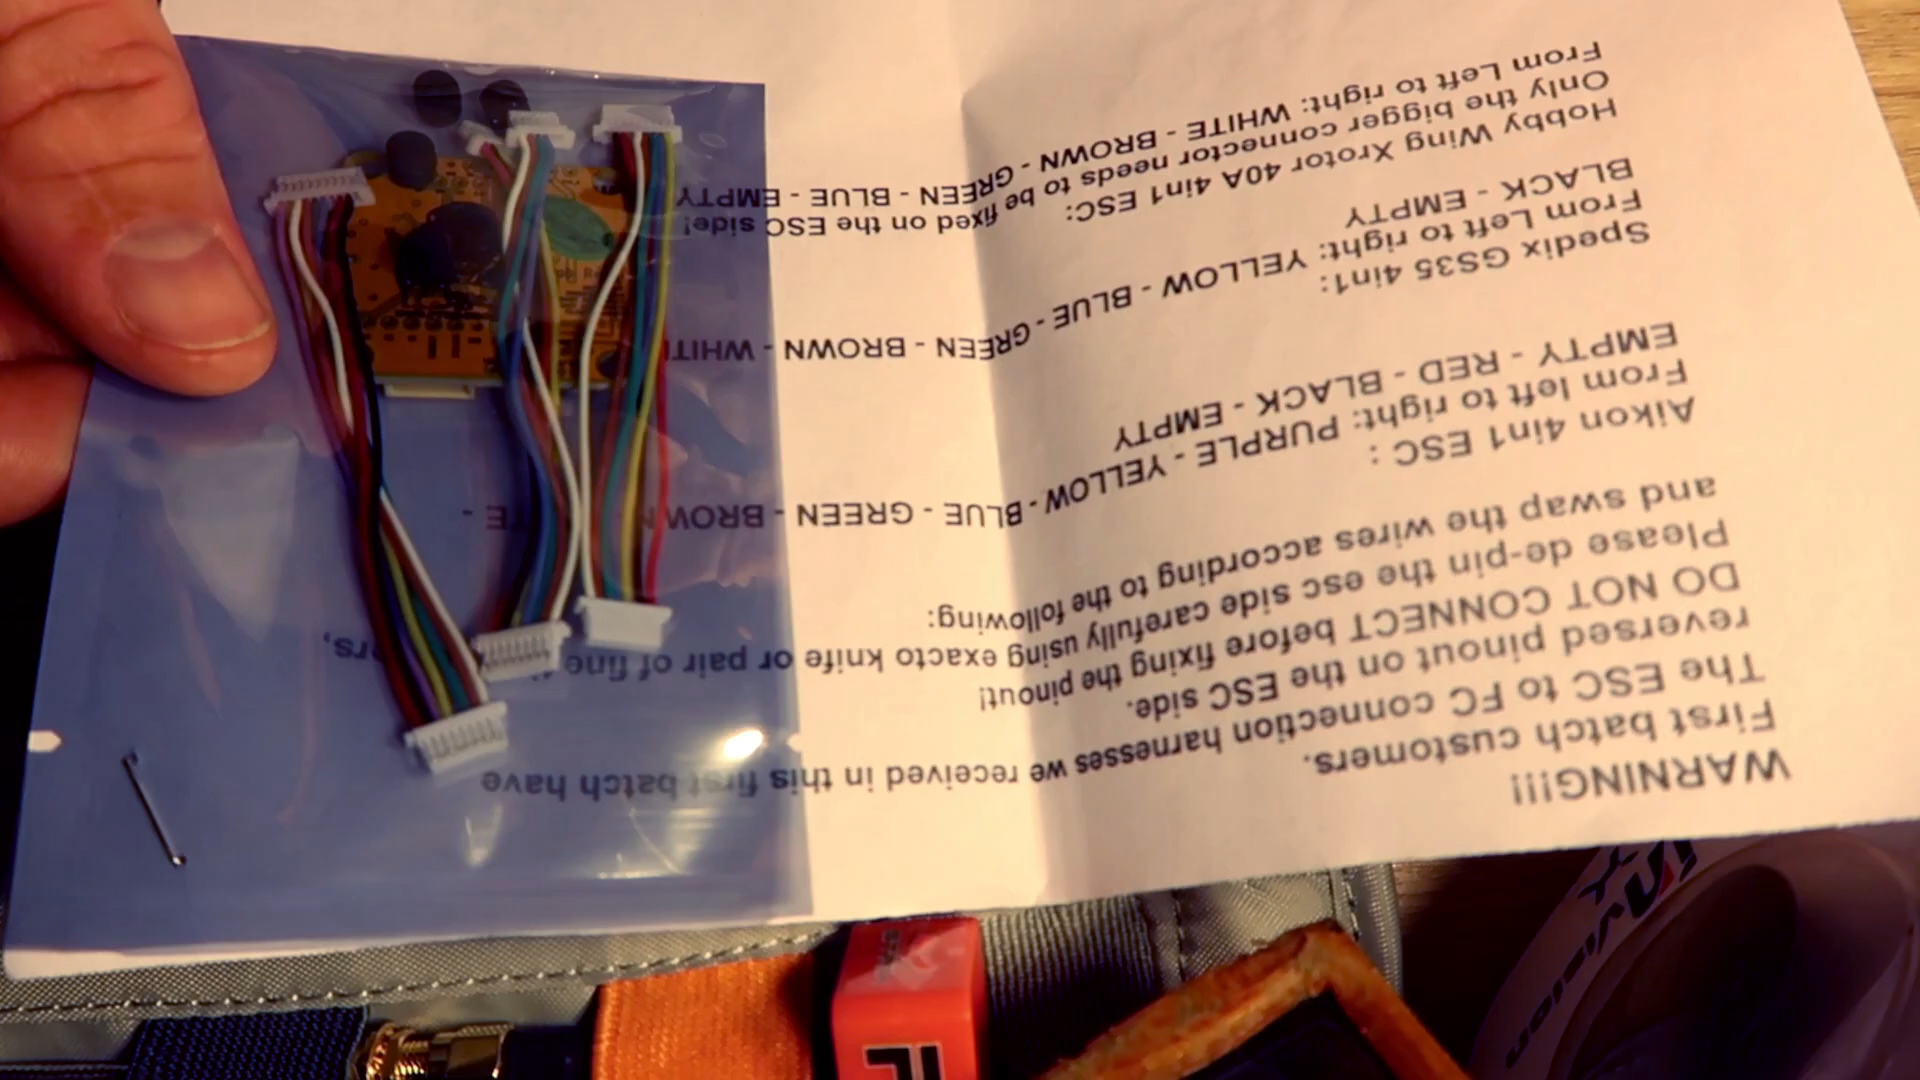 WARNING!!!
First batch customers.
The ESC to FC connection harnesses we received in this first batch have
reversed pinout on the ESC side.
DO NOT CONNECT before fixing the pinout!
Please de-pin the esc side carefully using exacto knife or pair of fine
and swap the wires according to the following:
Aikon 4in1 ESC :
From left to right: PURPLE - YELLOW - BLUE - GREEN - BROWN -
EMPTY - RED - BLACK - EMPTY
Spedix GS35 4in1:
From Left to right: YELLOW - BLUE - GREEN - BROWN - WHITE
BLACK - EMPTY
Hobby Wing Xrotor 40A 4in1 ESC:
Only the bigger connector needs to be fixed on the ESC side!
From Left to right: WHITE - BROWN - GREEN - BLUE - EMPTY